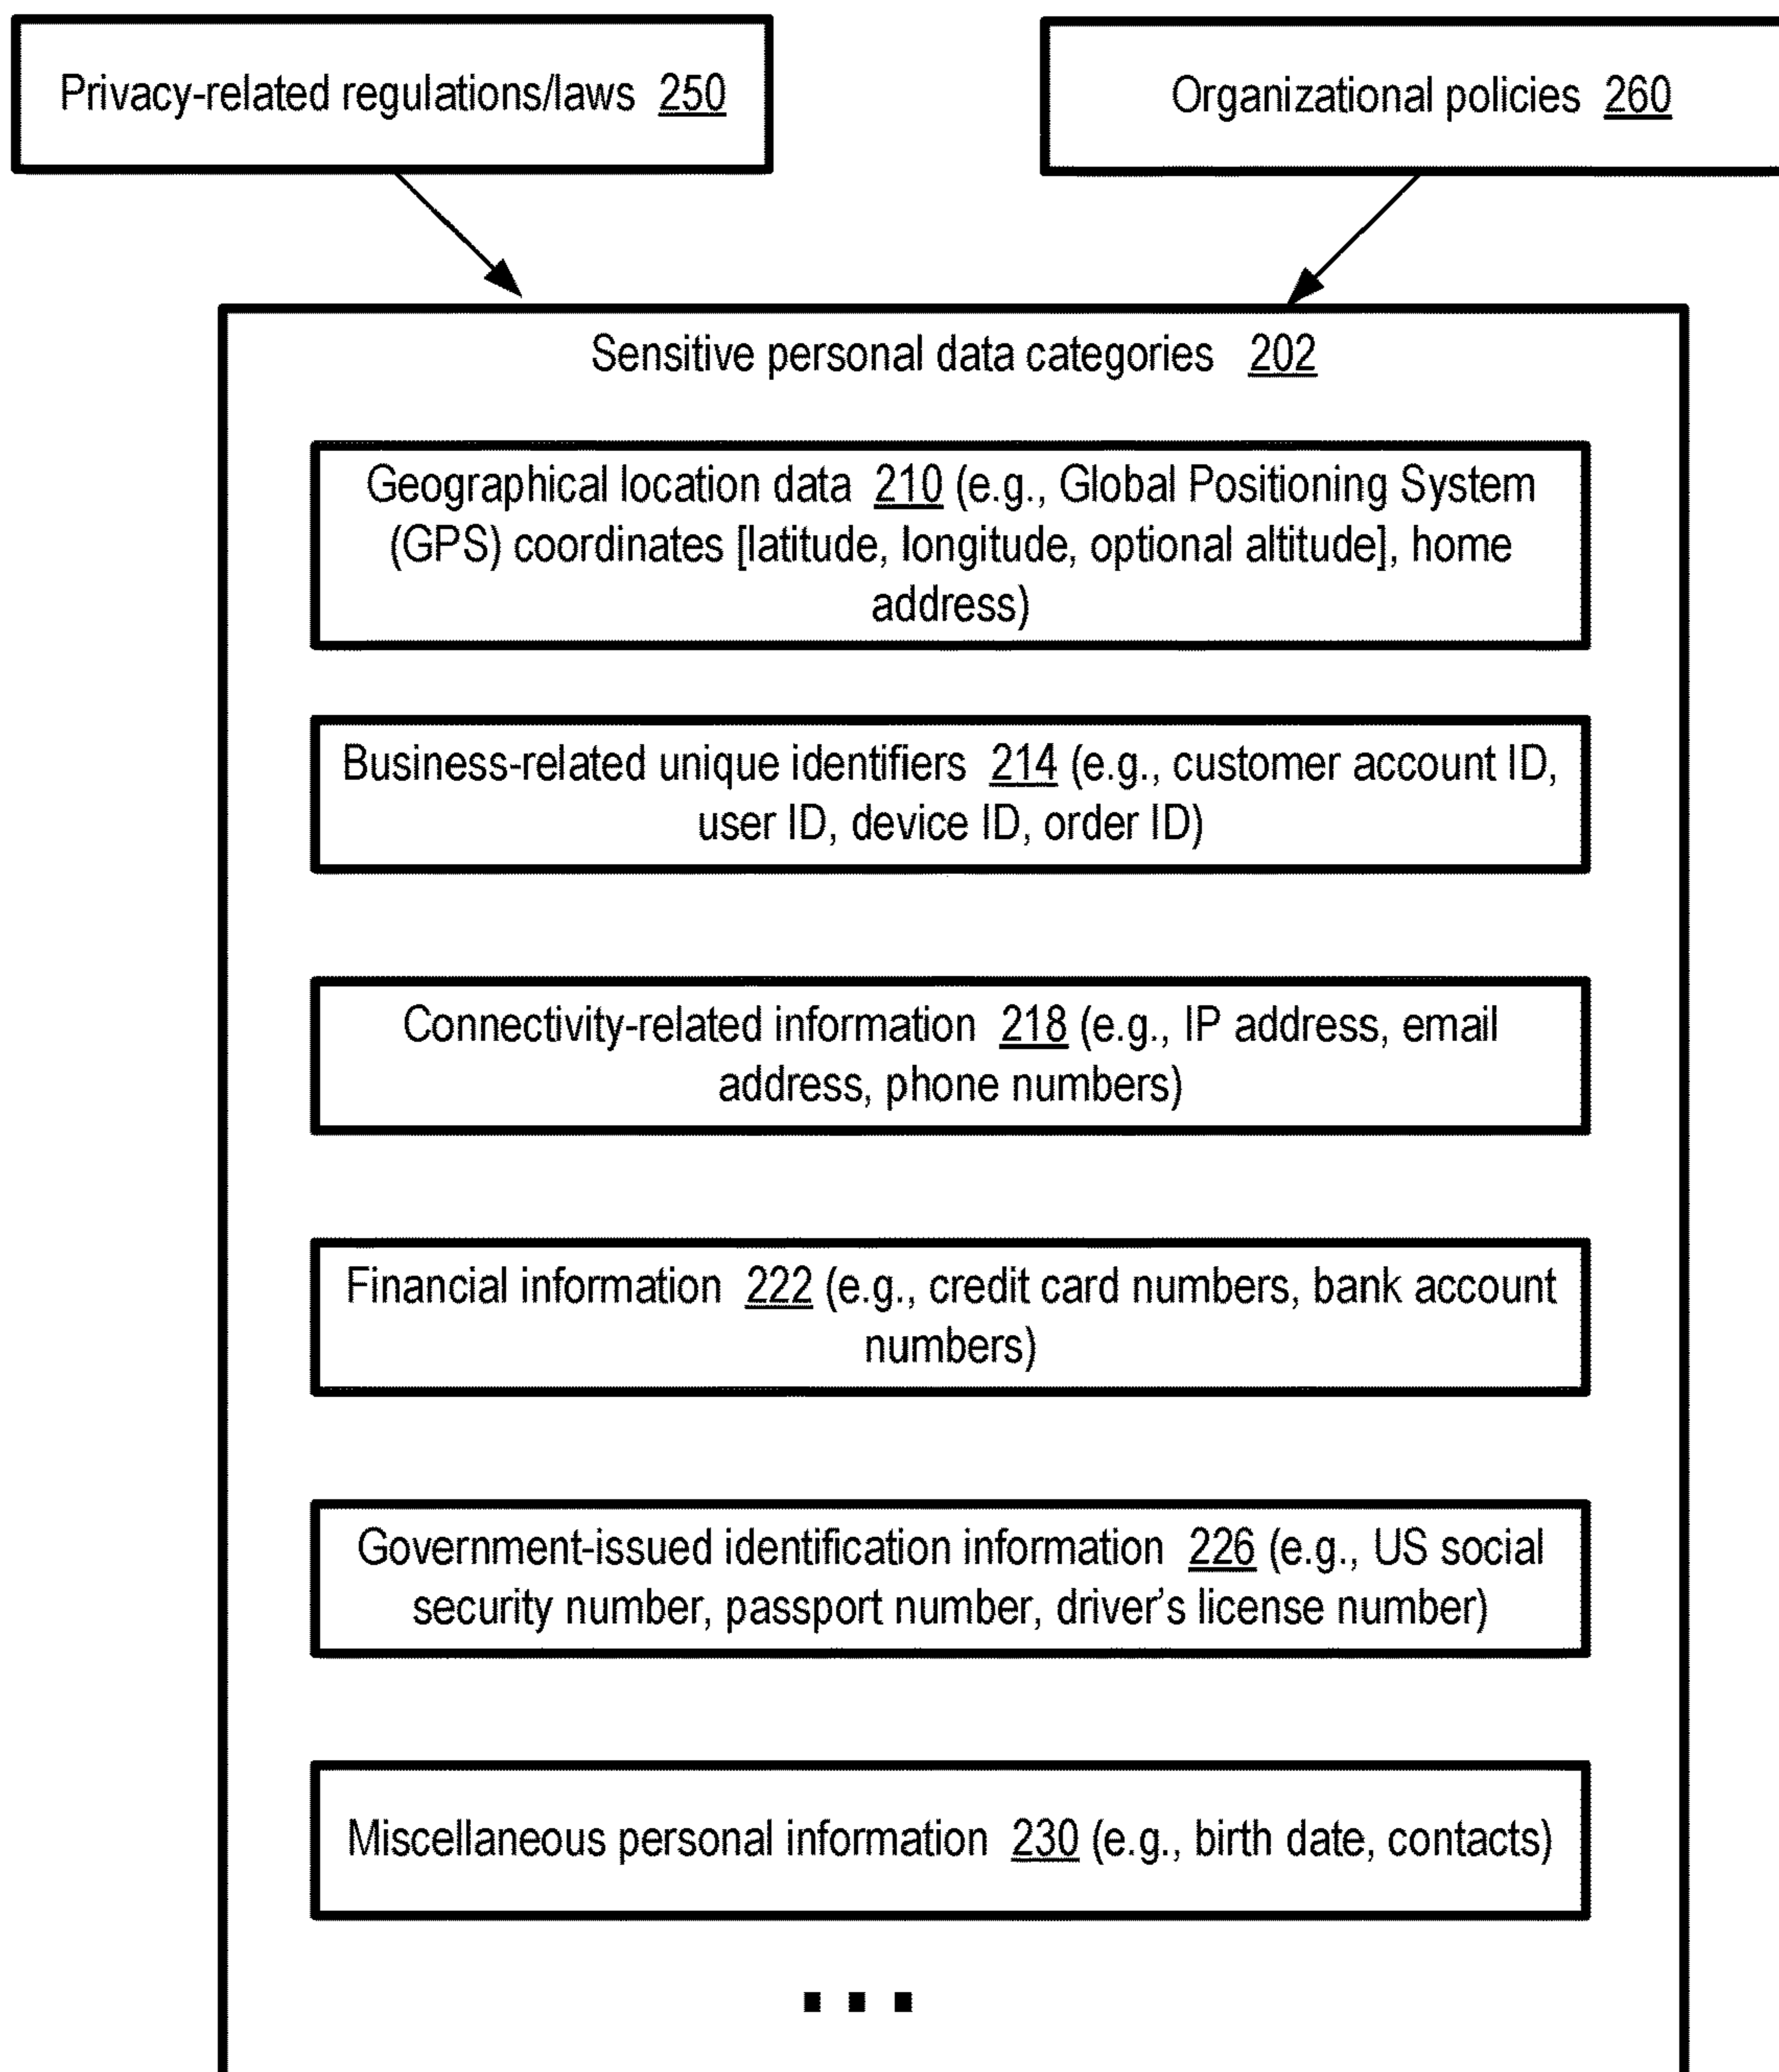 Privacy-related regulations/laws 250
Organizational policies 260
Sensitive personal data categories 202
Geographical location data 210 (e.g., Global Positioning System
(GPS) coordinates [latitude, longitude, optional altitude], home
address)
Business-related unique identifiers 214 (e.g., customer account ID,
user ID, device ID, order ID)
Connectivity-related information 218 (e.g., IP address, email
address, phone numbers)
Financial information 222 (e.g., credit card numbers, bank account
numbers)
Government-issued identification information 226 (e.g., US social
security number, passport number, driver’s license number)
Miscellaneous personal information 230 (e.g., birth date, contacts)
...